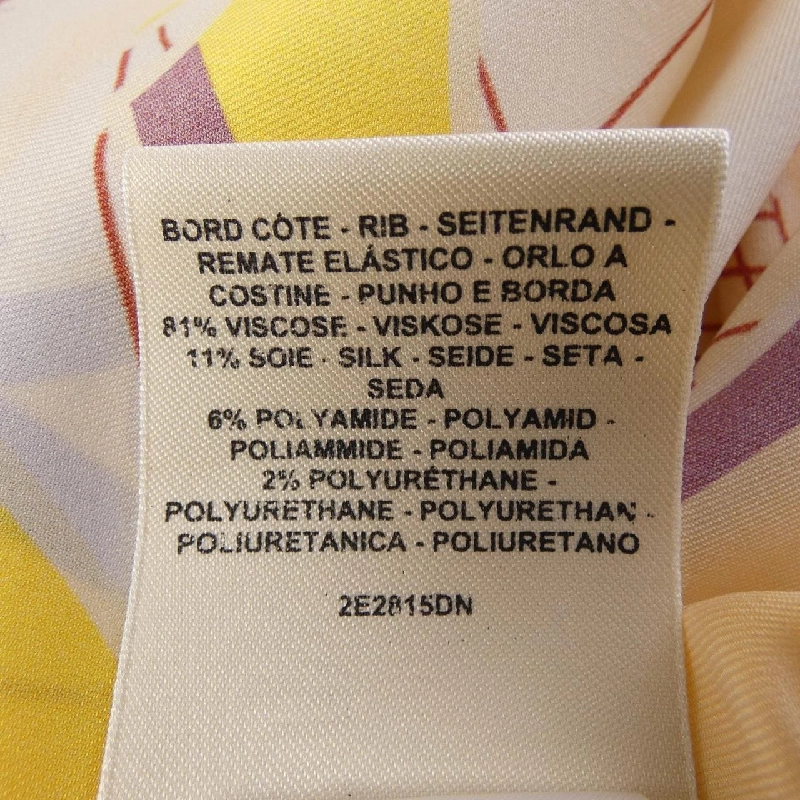 BORD CÔTE - RIB - SEITENRAND -
REMATE ELÁSTICO - ORLO A
COSTINE - PUNHO E BORDA
81% VISCOSE - VISKOSE - VISCOSA
11% SOIE - SILK - SEIDE - SETA -
SEDA
6% POLYAMIDE - POLYAMID -
POLIAMMIDE - POLIAMIDA
2% POLYURÉTHANE -
POLYURETHANE - POLYURETHAN -
POLIURETANICA - POLIURETANO
2E2815DN